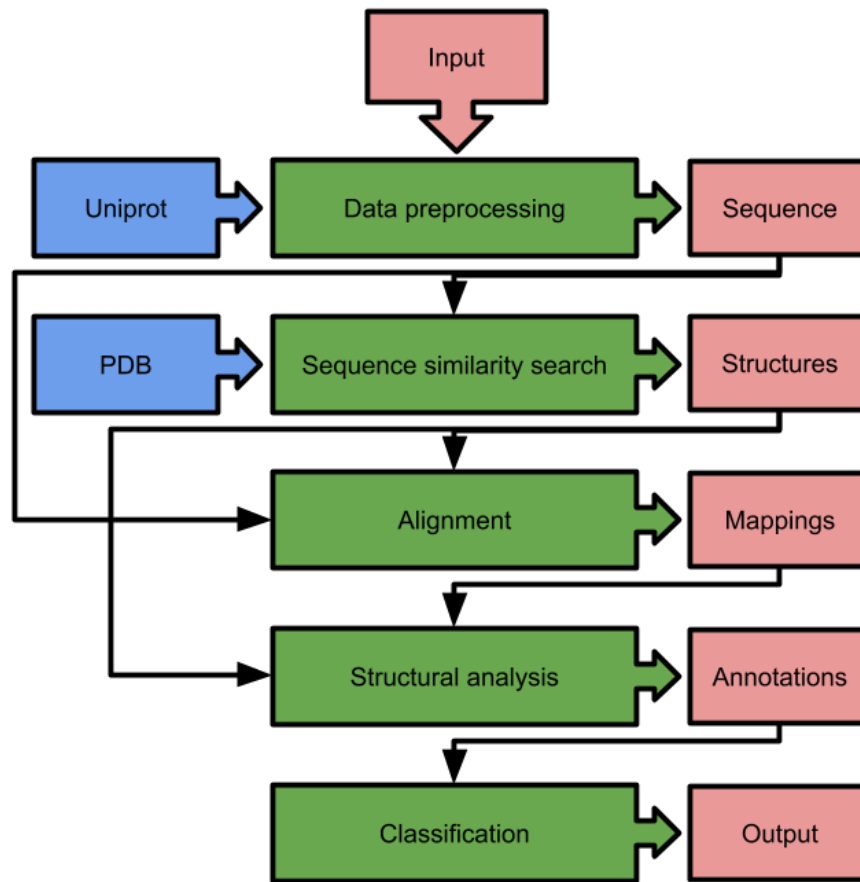 Input
Uniprot
Data preprocessing
Sequence
PDB
Sequence similarity search
Structures
Alignment
Mappings
Structural analysis
Annotations
Classification
Output